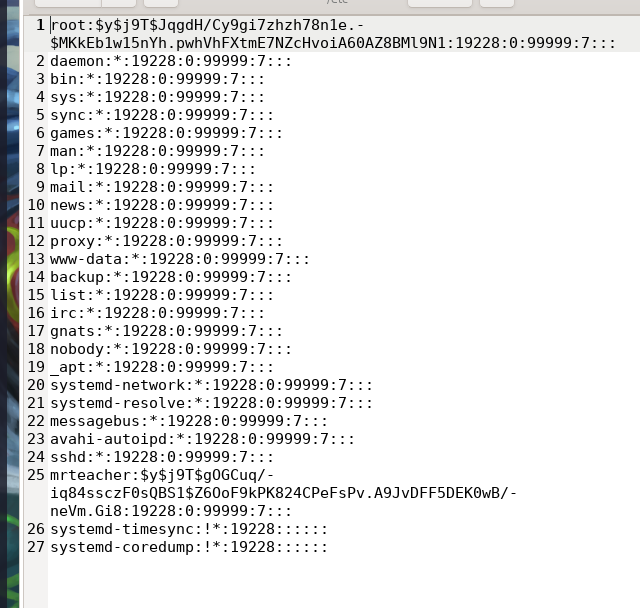 /etc
1 root:$y$j9T$JqgdH/Cy9gi7zhzh78n1e.-
$MKkEb1w15nYh.pwhVhFXtmE7NZcHvoiA60AZ8BMl9N1:19228:0:99999:7:::
2 daemon:*:19228:0:99999:7:::
3 bin:*:19228:0:99999:7:::
4 sys:*:19228:0:99999:7:::
5 sync:*:19228:0:99999:7:::
6 games:*:19228:0:99999:7:::
7 man:*:19228:0:99999:7:::
8 lp:*:19228:0:99999:7:::
9 mail:*:19228:0:99999:7:::
10 news:*:19228:0:99999:7:::
11 uucp:*:19228:0:99999:7:::
12 proxy:*:19228:0:99999:7:::
13 www-data:*:19228:0:99999:7:::
14 backup:*:19228:0:99999:7:::
15 list:*:19228:0:99999:7:::
16 irc:*:19228:0:99999:7:::
17 gnats:*:19228:0:99999:7:::
18 nobody:*:19228:0:99999:7:::
19 _apt:*:19228:0:99999:7:::
20 systemd-network:*:19228:0:99999:7:::
21 systemd-resolve:*:19228:0:99999:7:::
22 messagebus:*:19228:0:99999:7:::
23 avahi-autoipd:*:19228:0:99999:7:::
24 sshd:*:19228:0:99999:7:::
25 mrteacher:$y$j9T$gOGCuq/-
iq84ssczF0sQBS1$Z6OoF9kPK824CPeFsPv.A9JvDFF5DEK0wB/-
neVm.Gi8:19228:0:99999:7:::
26 systemd-timesync:!*:19228::::::
27 systemd-coredump:!*:19228::::::